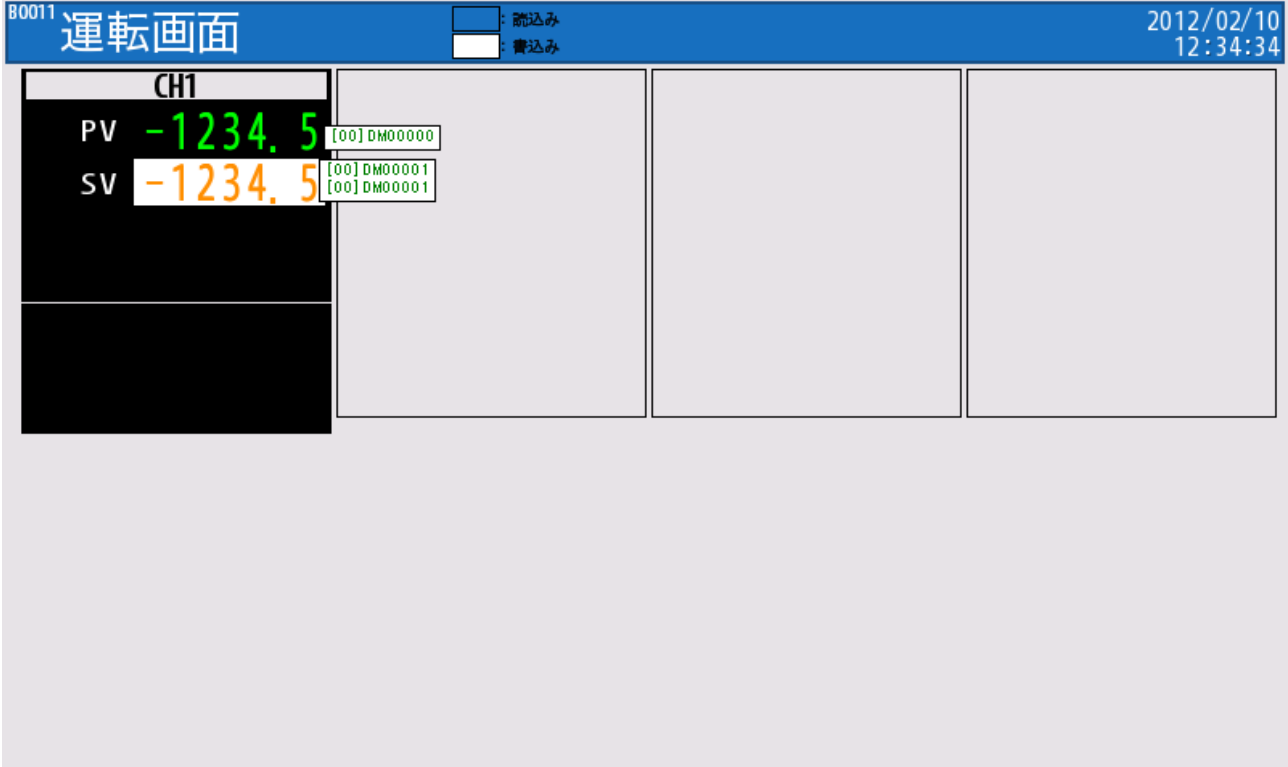 B0011
運転画面
: 読込み
: 書込み
2012/02/10
12:34:34
CH1
PV -1234. 5
[00]DM00000
SV -1234. 5
[00]DM00001
[00]DM00001